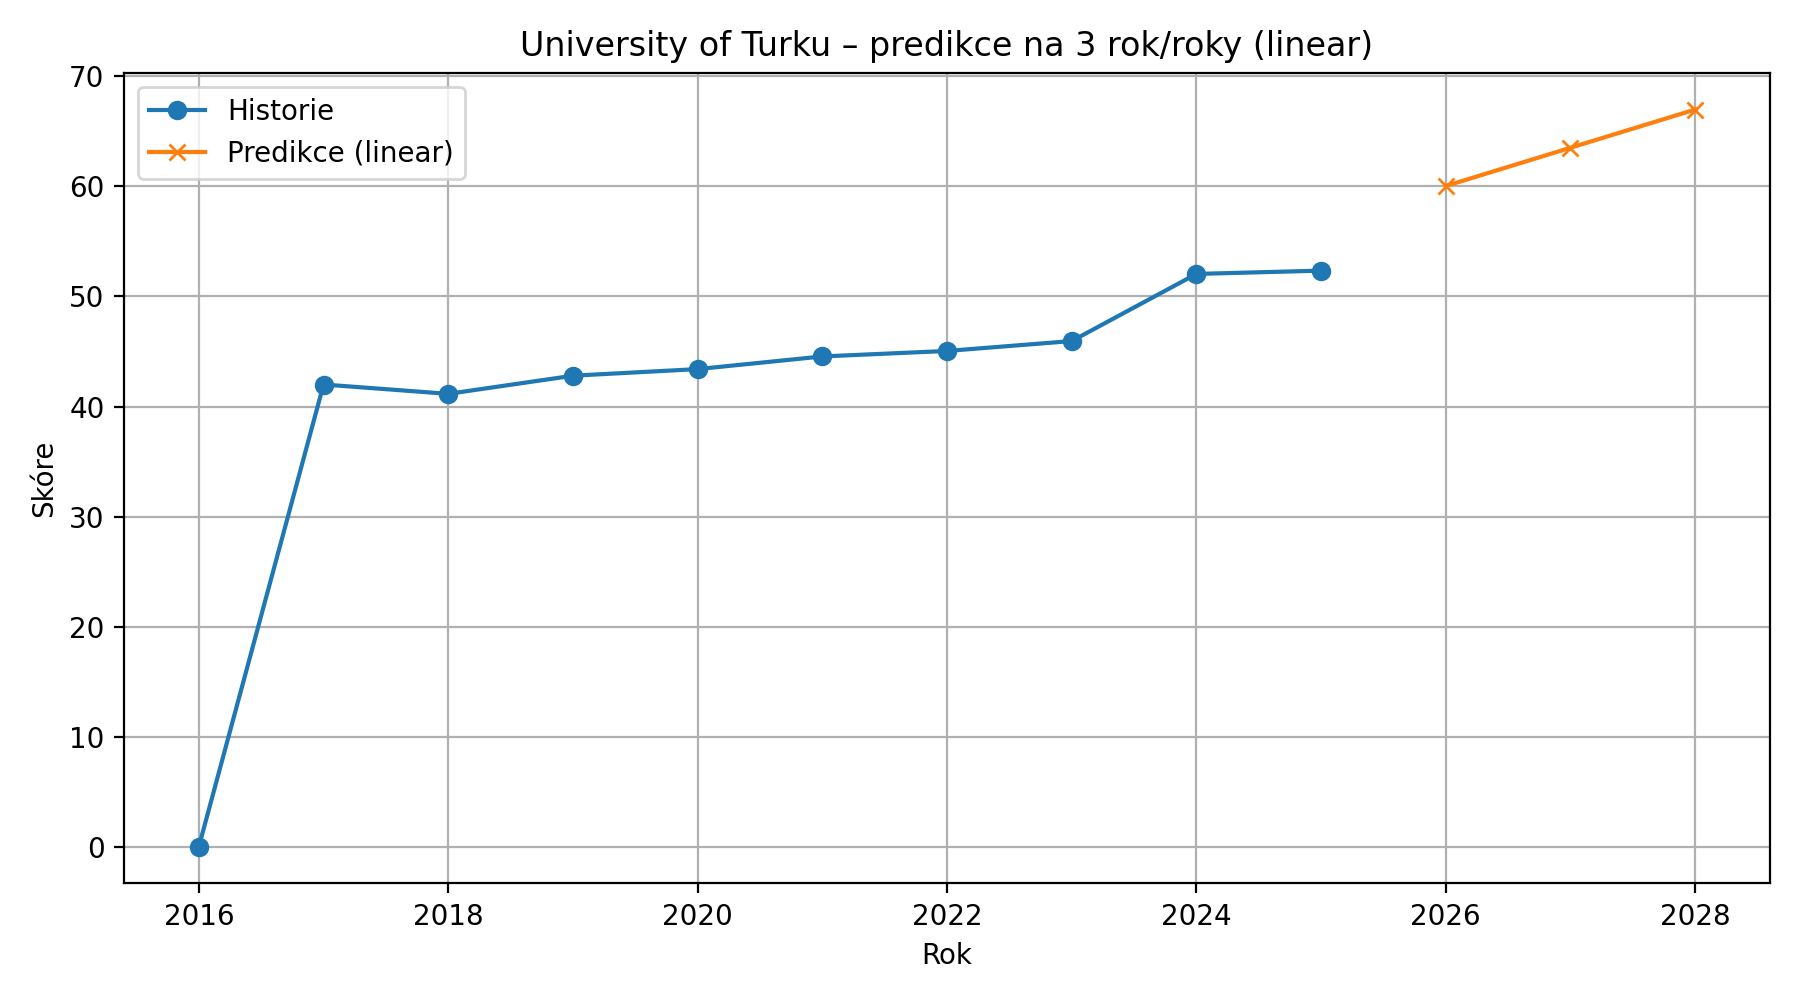 University of Turku – predikce na 3 rok/roky (linear)
Historie
Predikce (linear)
70
60
50
40
30
20
10
0
Skóre
2016 2018 2020 2022 2024 2026 2028
Rok